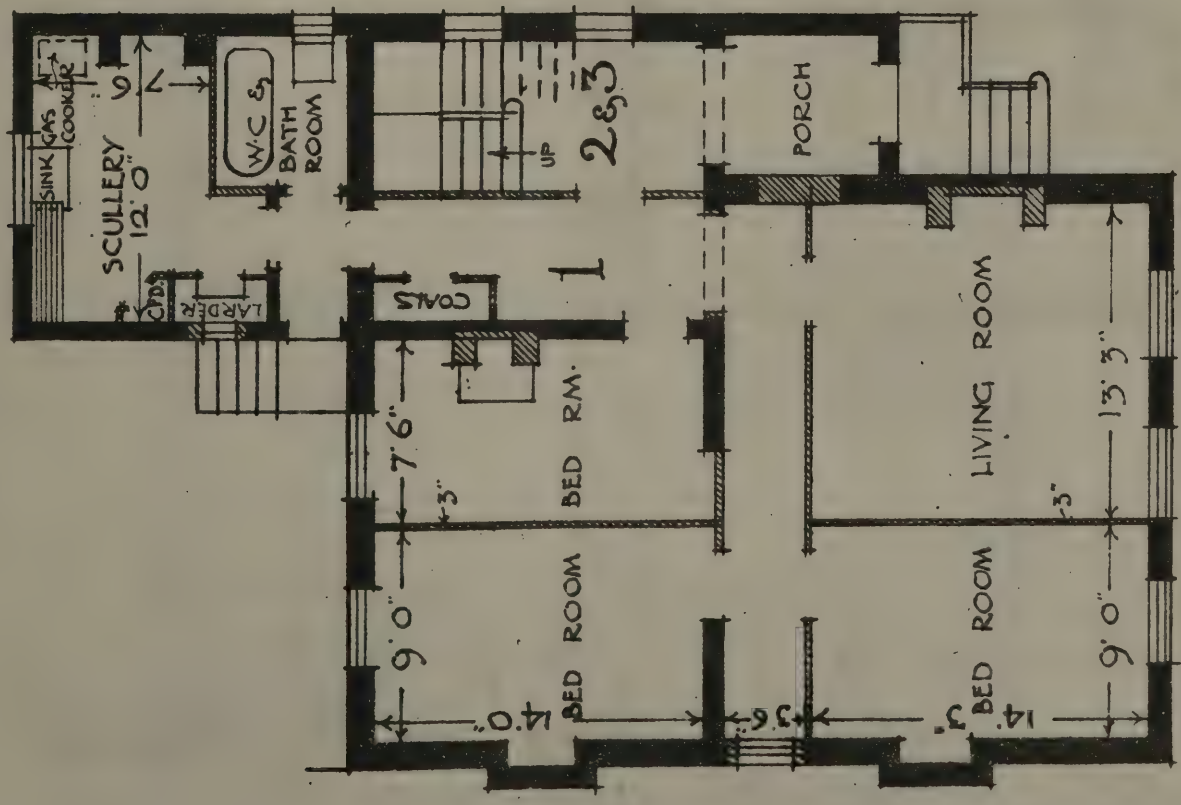 GAS
COOKER
SINK
7' 6"
SCULLERY
12' 0"
W.C &
BATH
ROOM
CPD.
LARDER
COALS
UP
2 & 3
1
PORCH
7' 6"
3"
BED RM.
LIVING ROOM
13' 3"
3"
9' 0"
BED ROOM
14' 0"
3' 6"
BED ROOM
14' 3"
9' 0"